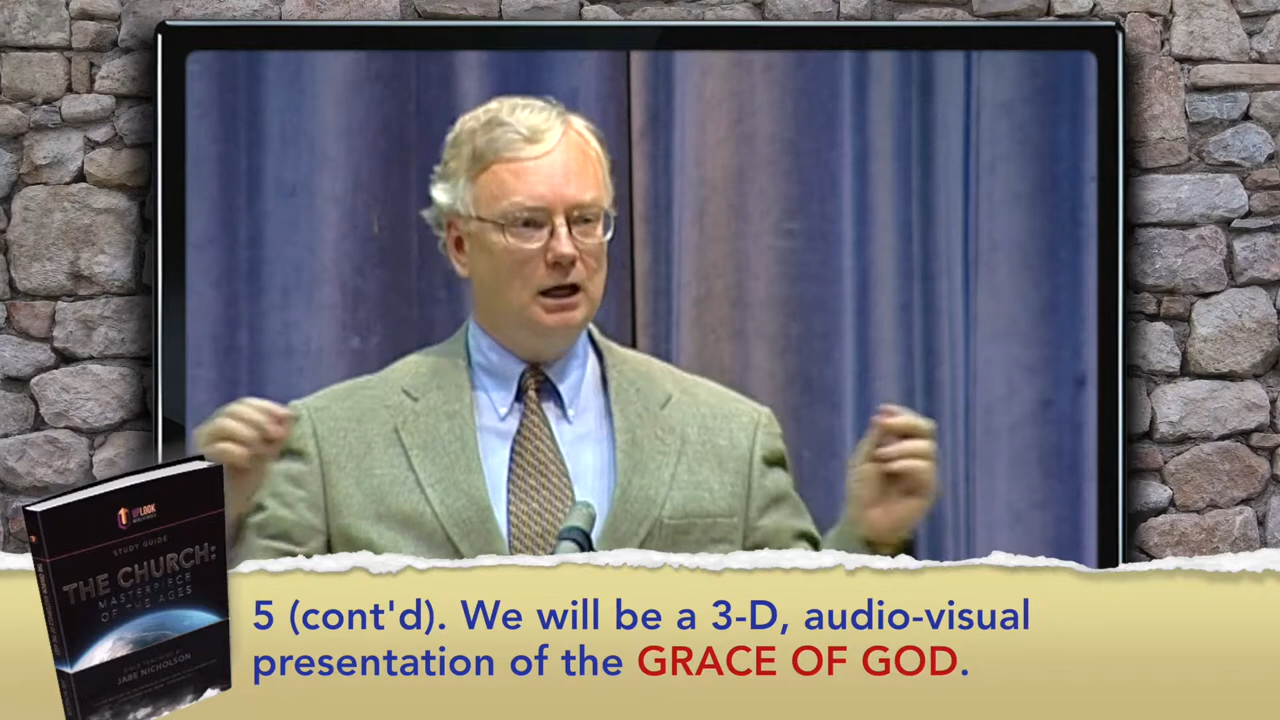 UPLOOK
STUDY GUIDE
THE CHURCH:
MASTERPIECE
OF THE AGES
JABE NICHOLSON
5 (cont'd). We will be a 3-D, audio-visual
presentation of the GRACE OF GOD.